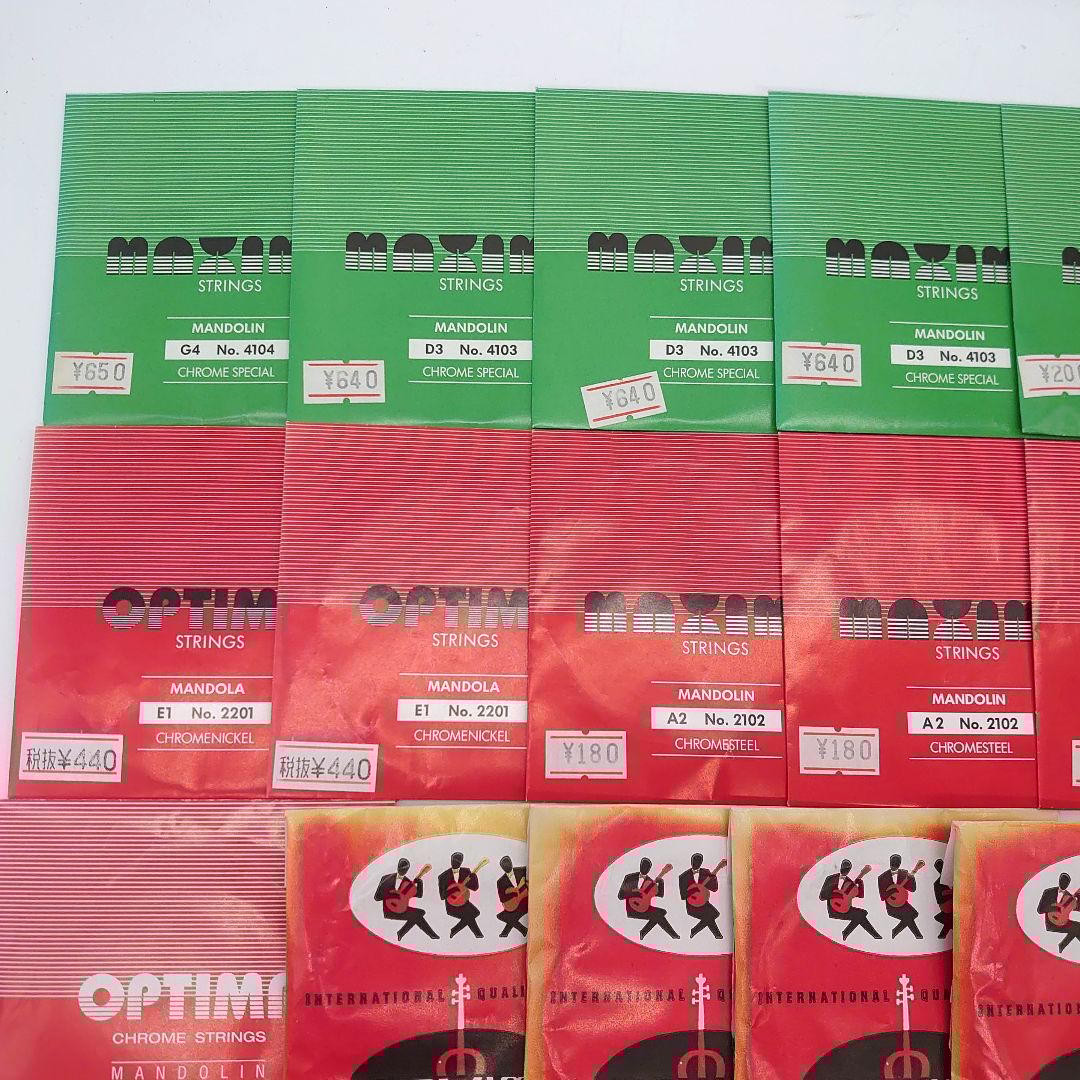 MAXIM
STRINGS
MANDOLIN
G4 No. 4104
CHROME SPECIAL
¥650
MAXIM
STRINGS
MANDOLIN
D3 No. 4103
CHROME SPECIAL
¥640
MAXIM
STRINGS
MANDOLIN
D3 No. 4103
CHROME SPECIAL
¥640
MAXIM
STRINGS
MANDOLIN
D3 No. 4103
CHROME SPECIAL
¥640
OPTIM
STRINGS
MANDOLA
E1 No. 2201
CHROMENICKEL
税抜¥440
OPTIM
STRINGS
MANDOLA
E1 No. 2201
CHROMENICKEL
税抜¥440
MAXIM
STRINGS
MANDOLIN
A2 No. 2102
CHROMESTEEL
¥180
MAXIM
STRINGS
MANDOLIN
A2 No. 2102
CHROMESTEEL
¥180
OPTIM
CHROME STRINGS
MANDOLIN
INTERNATIONAL QUALI
INTERNATIONAL Q
INTERNATIONAL QUA
INTERNATIONA